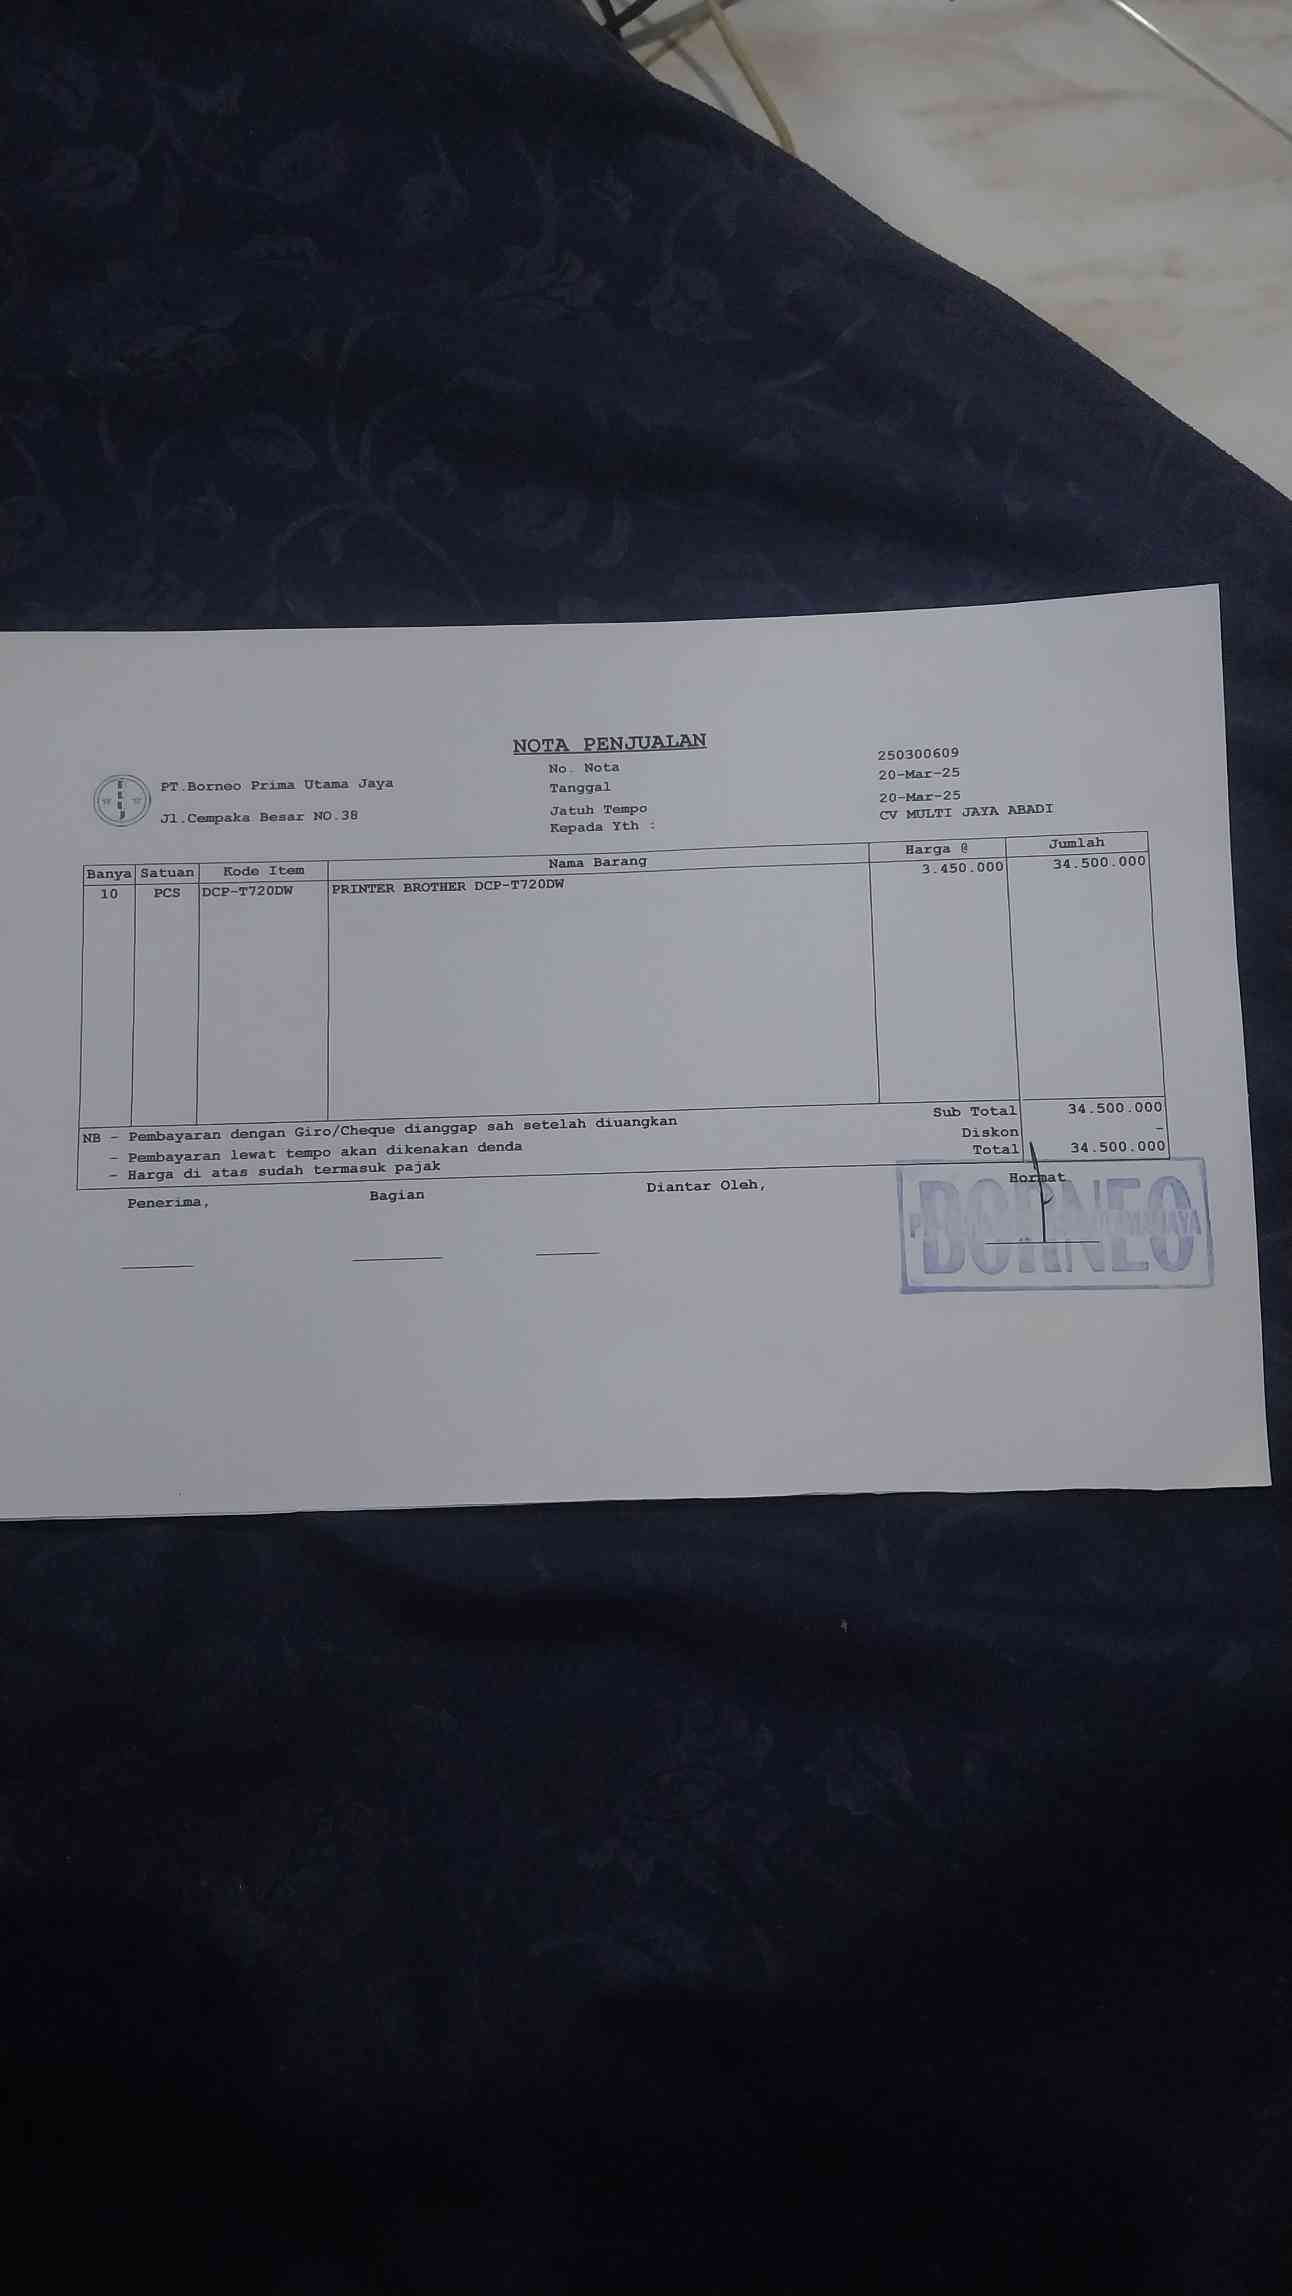 NOTA PENJUALAN
PT.Borneo Prima Utama Jaya
Jl.Cempaka Besar NO.38
No. Nota 250300609
Tanggal 20-Mar-25
Jatuh Tempo 20-Mar-25
Kepada Yth : CV MULTI JAYA ABADI
Banya Satuan Kode Item Nama Barang Harga @ Jumlah
10 PCS DCP-T720DW PRINTER BROTHER DCP-T720DW 3.450.000 34.500.000
Sub Total 34.500.000
Diskon -
Total 34.500.000
NB - Pembayaran dengan Giro/Cheque dianggap sah setelah diuangkan
- Pembayaran lewat tempo akan dikenakan denda
- Harga di atas sudah termasuk pajak
Penerima, Bagian Diantar Oleh, Hormat
BORNEO